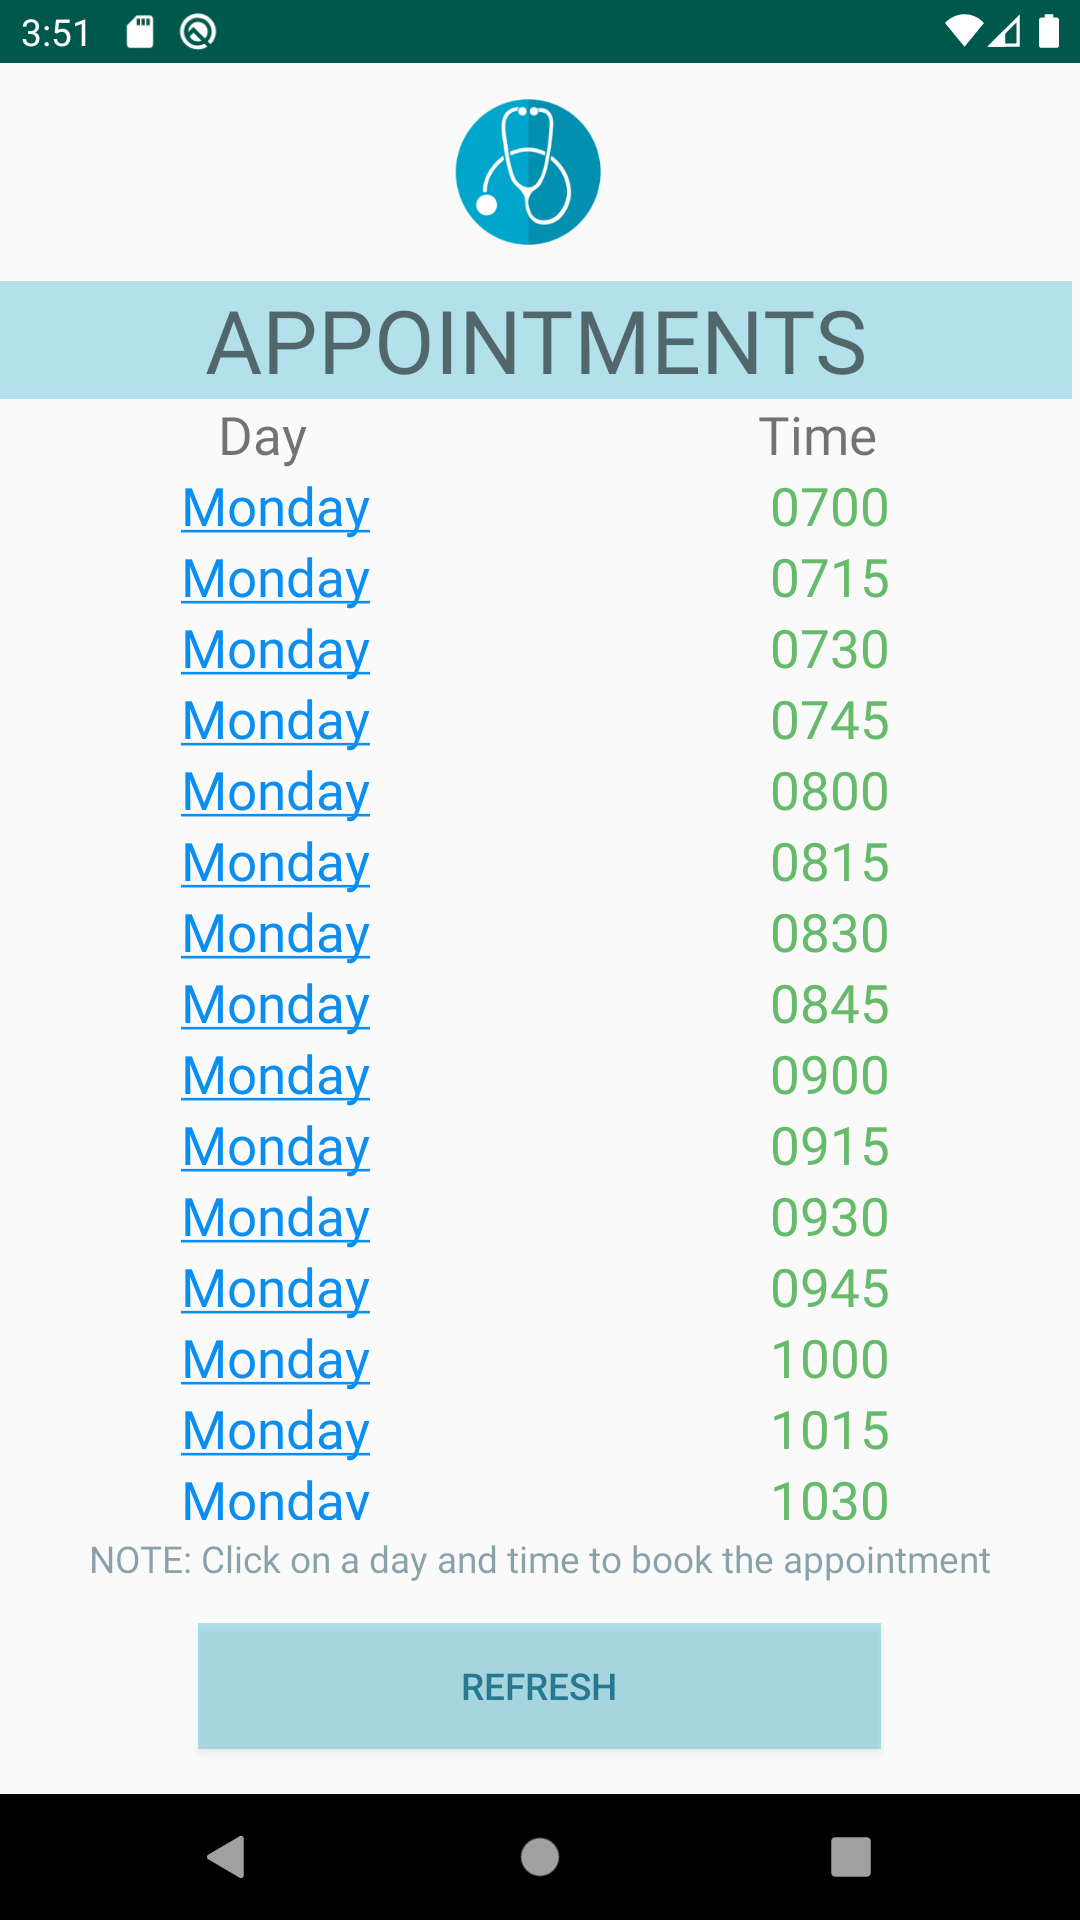 3:51
APPOINTMENTS
Day Time
Monday 0700
Monday 0715
Monday 0730
Monday 0745
Monday 0800
Monday 0815
Monday 0830
Monday 0845
Monday 0900
Monday 0915
Monday 0930
Monday 0945
Monday 1000
Monday 1015
Monday 1030
NOTE: Click on a day and time to book the appointment
REFRESH